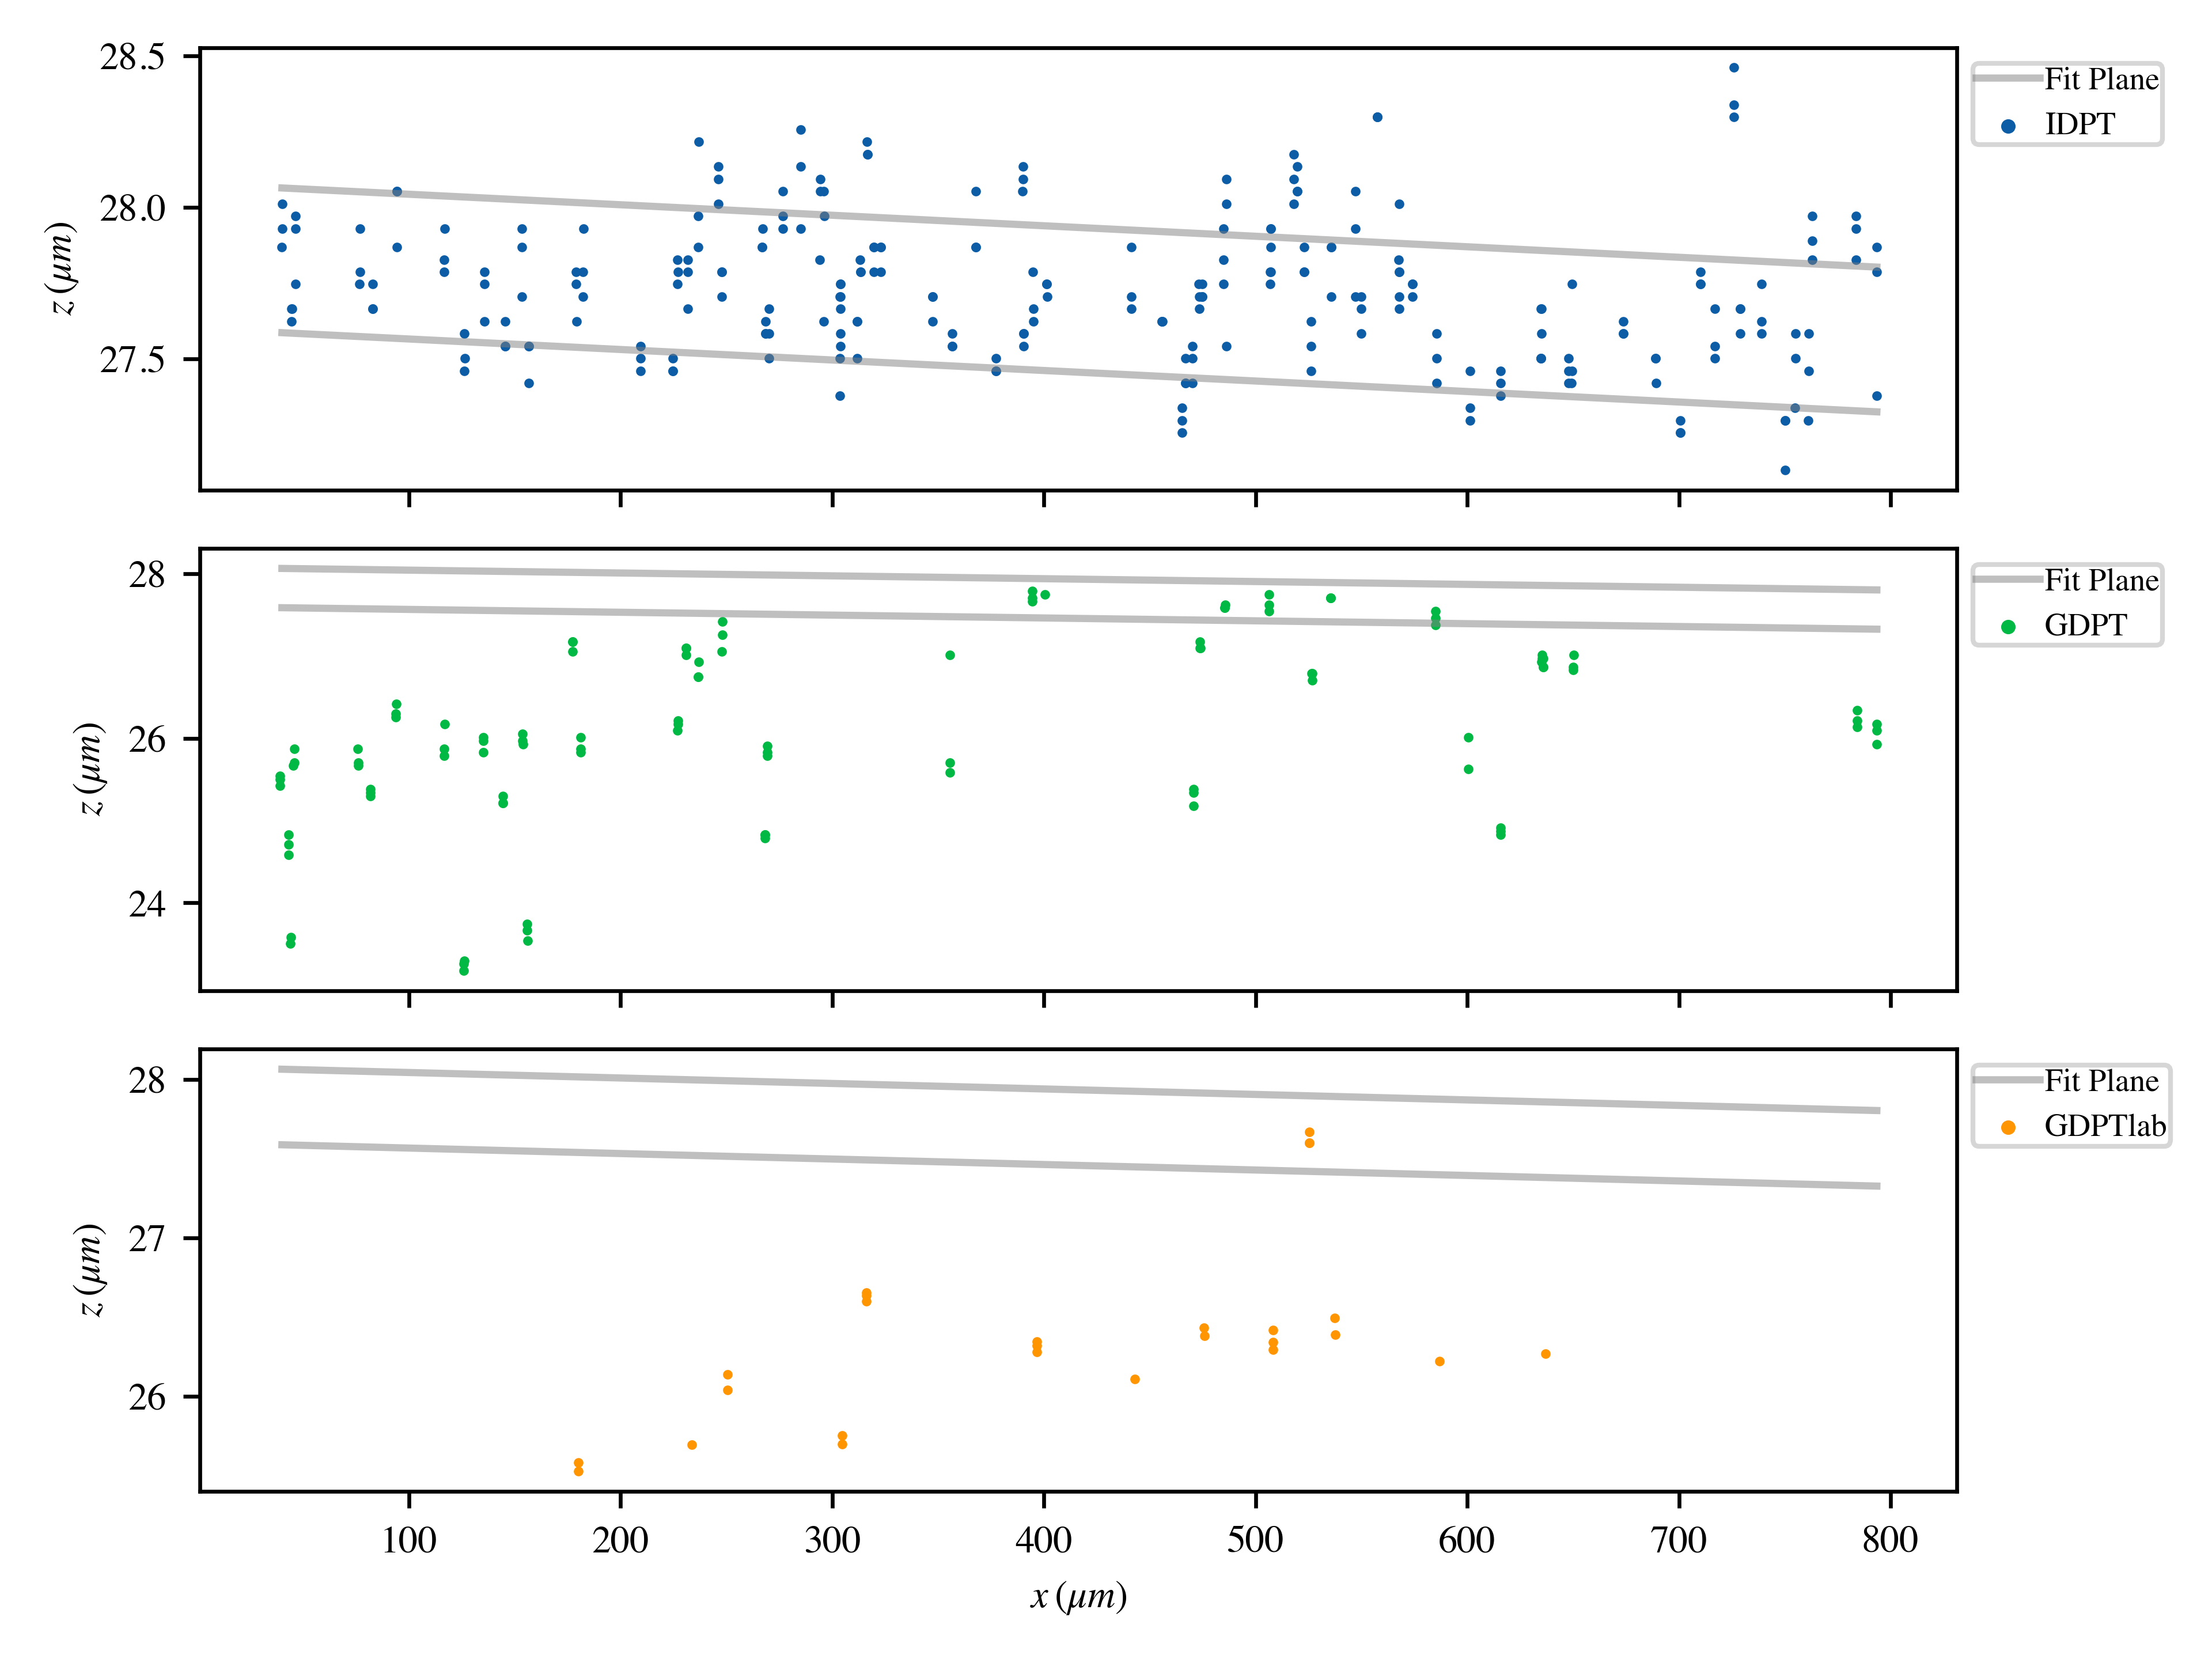 28.5
28.0
27.5
z (μm)
Fit Plane
IDPT
28
26
24
z (μm)
Fit Plane
GDPT
28
27
26
z (μm)
Fit Plane
GDPTlab
100 200 300 400 500 600 700 800
x (μm)